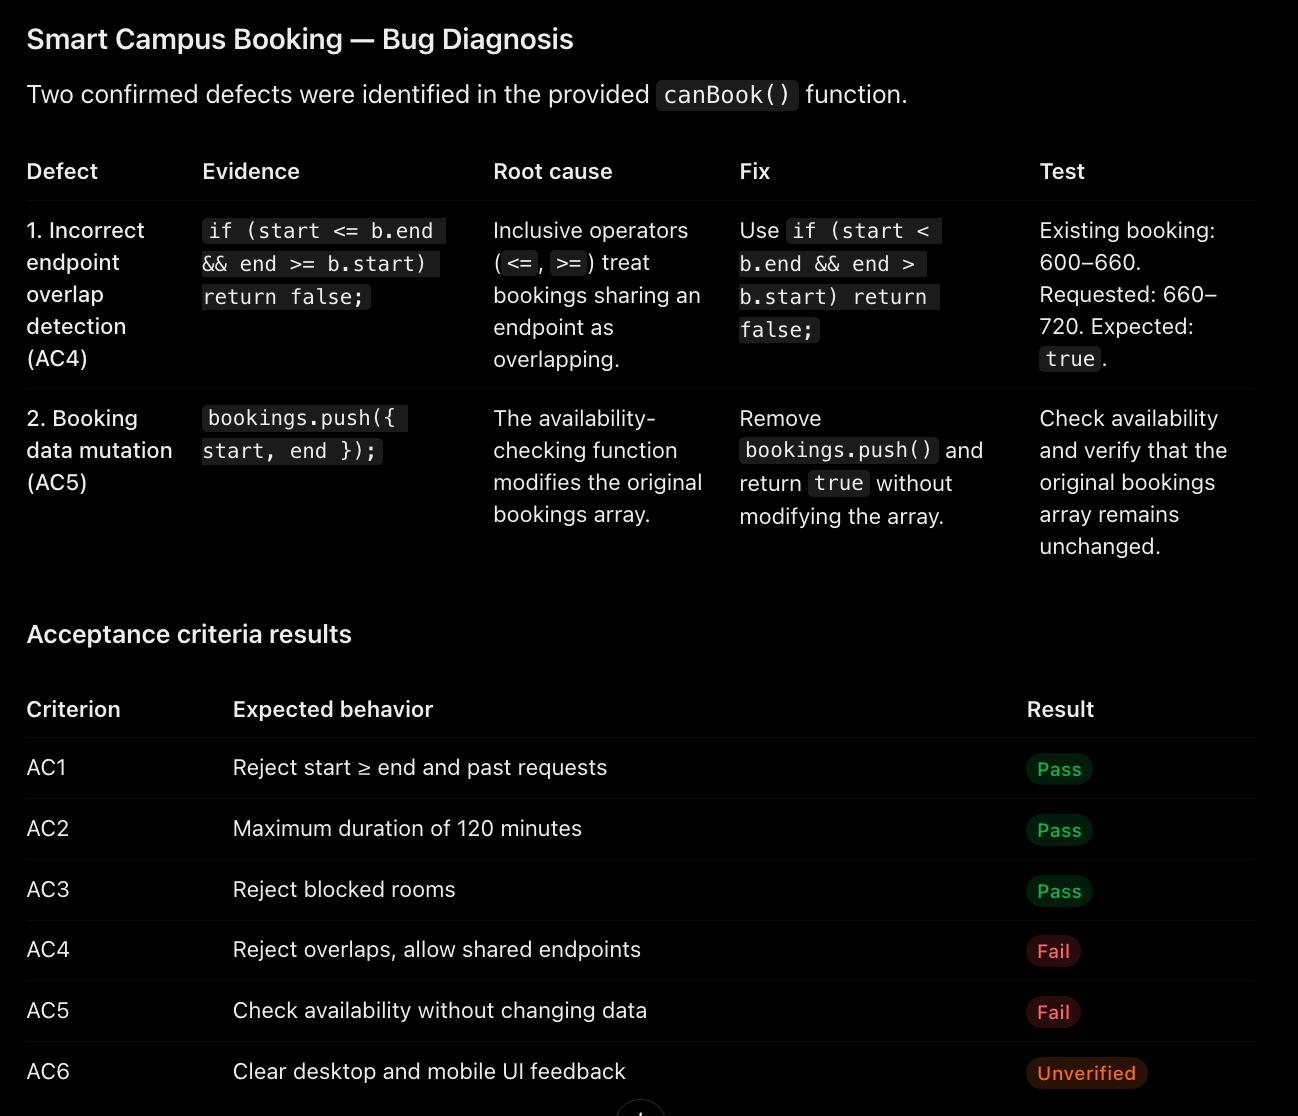 Smart Campus Booking — Bug Diagnosis
Two confirmed defects were identified in the provided canBook() function.
Defect
Evidence
Root cause
Fix
Test
1. Incorrect
endpoint
overlap
detection
(AC4)
if (start <= b.end
&& end >= b.start)
return false;
Inclusive operators
(<=, >=) treat
bookings sharing an
endpoint as
overlapping.
Use if (start <
b.end && end >
b.start) return
false;
Existing booking:
600–660.
Requested: 660–
720. Expected:
true.
2. Booking
data mutation
(AC5)
bookings.push({
start, end });
The availability-
checking function
modifies the original
bookings array.
Remove
bookings.push() and
return true without
modifying the array.
Check availability
and verify that the
original bookings
array remains
unchanged.
Acceptance criteria results
Criterion
Expected behavior
Result
AC1
Reject start ≥ end and past requests
Pass
AC2
Maximum duration of 120 minutes
Pass
AC3
Reject blocked rooms
Pass
AC4
Reject overlaps, allow shared endpoints
Fail
AC5
Check availability without changing data
Fail
AC6
Clear desktop and mobile UI feedback
Unverified